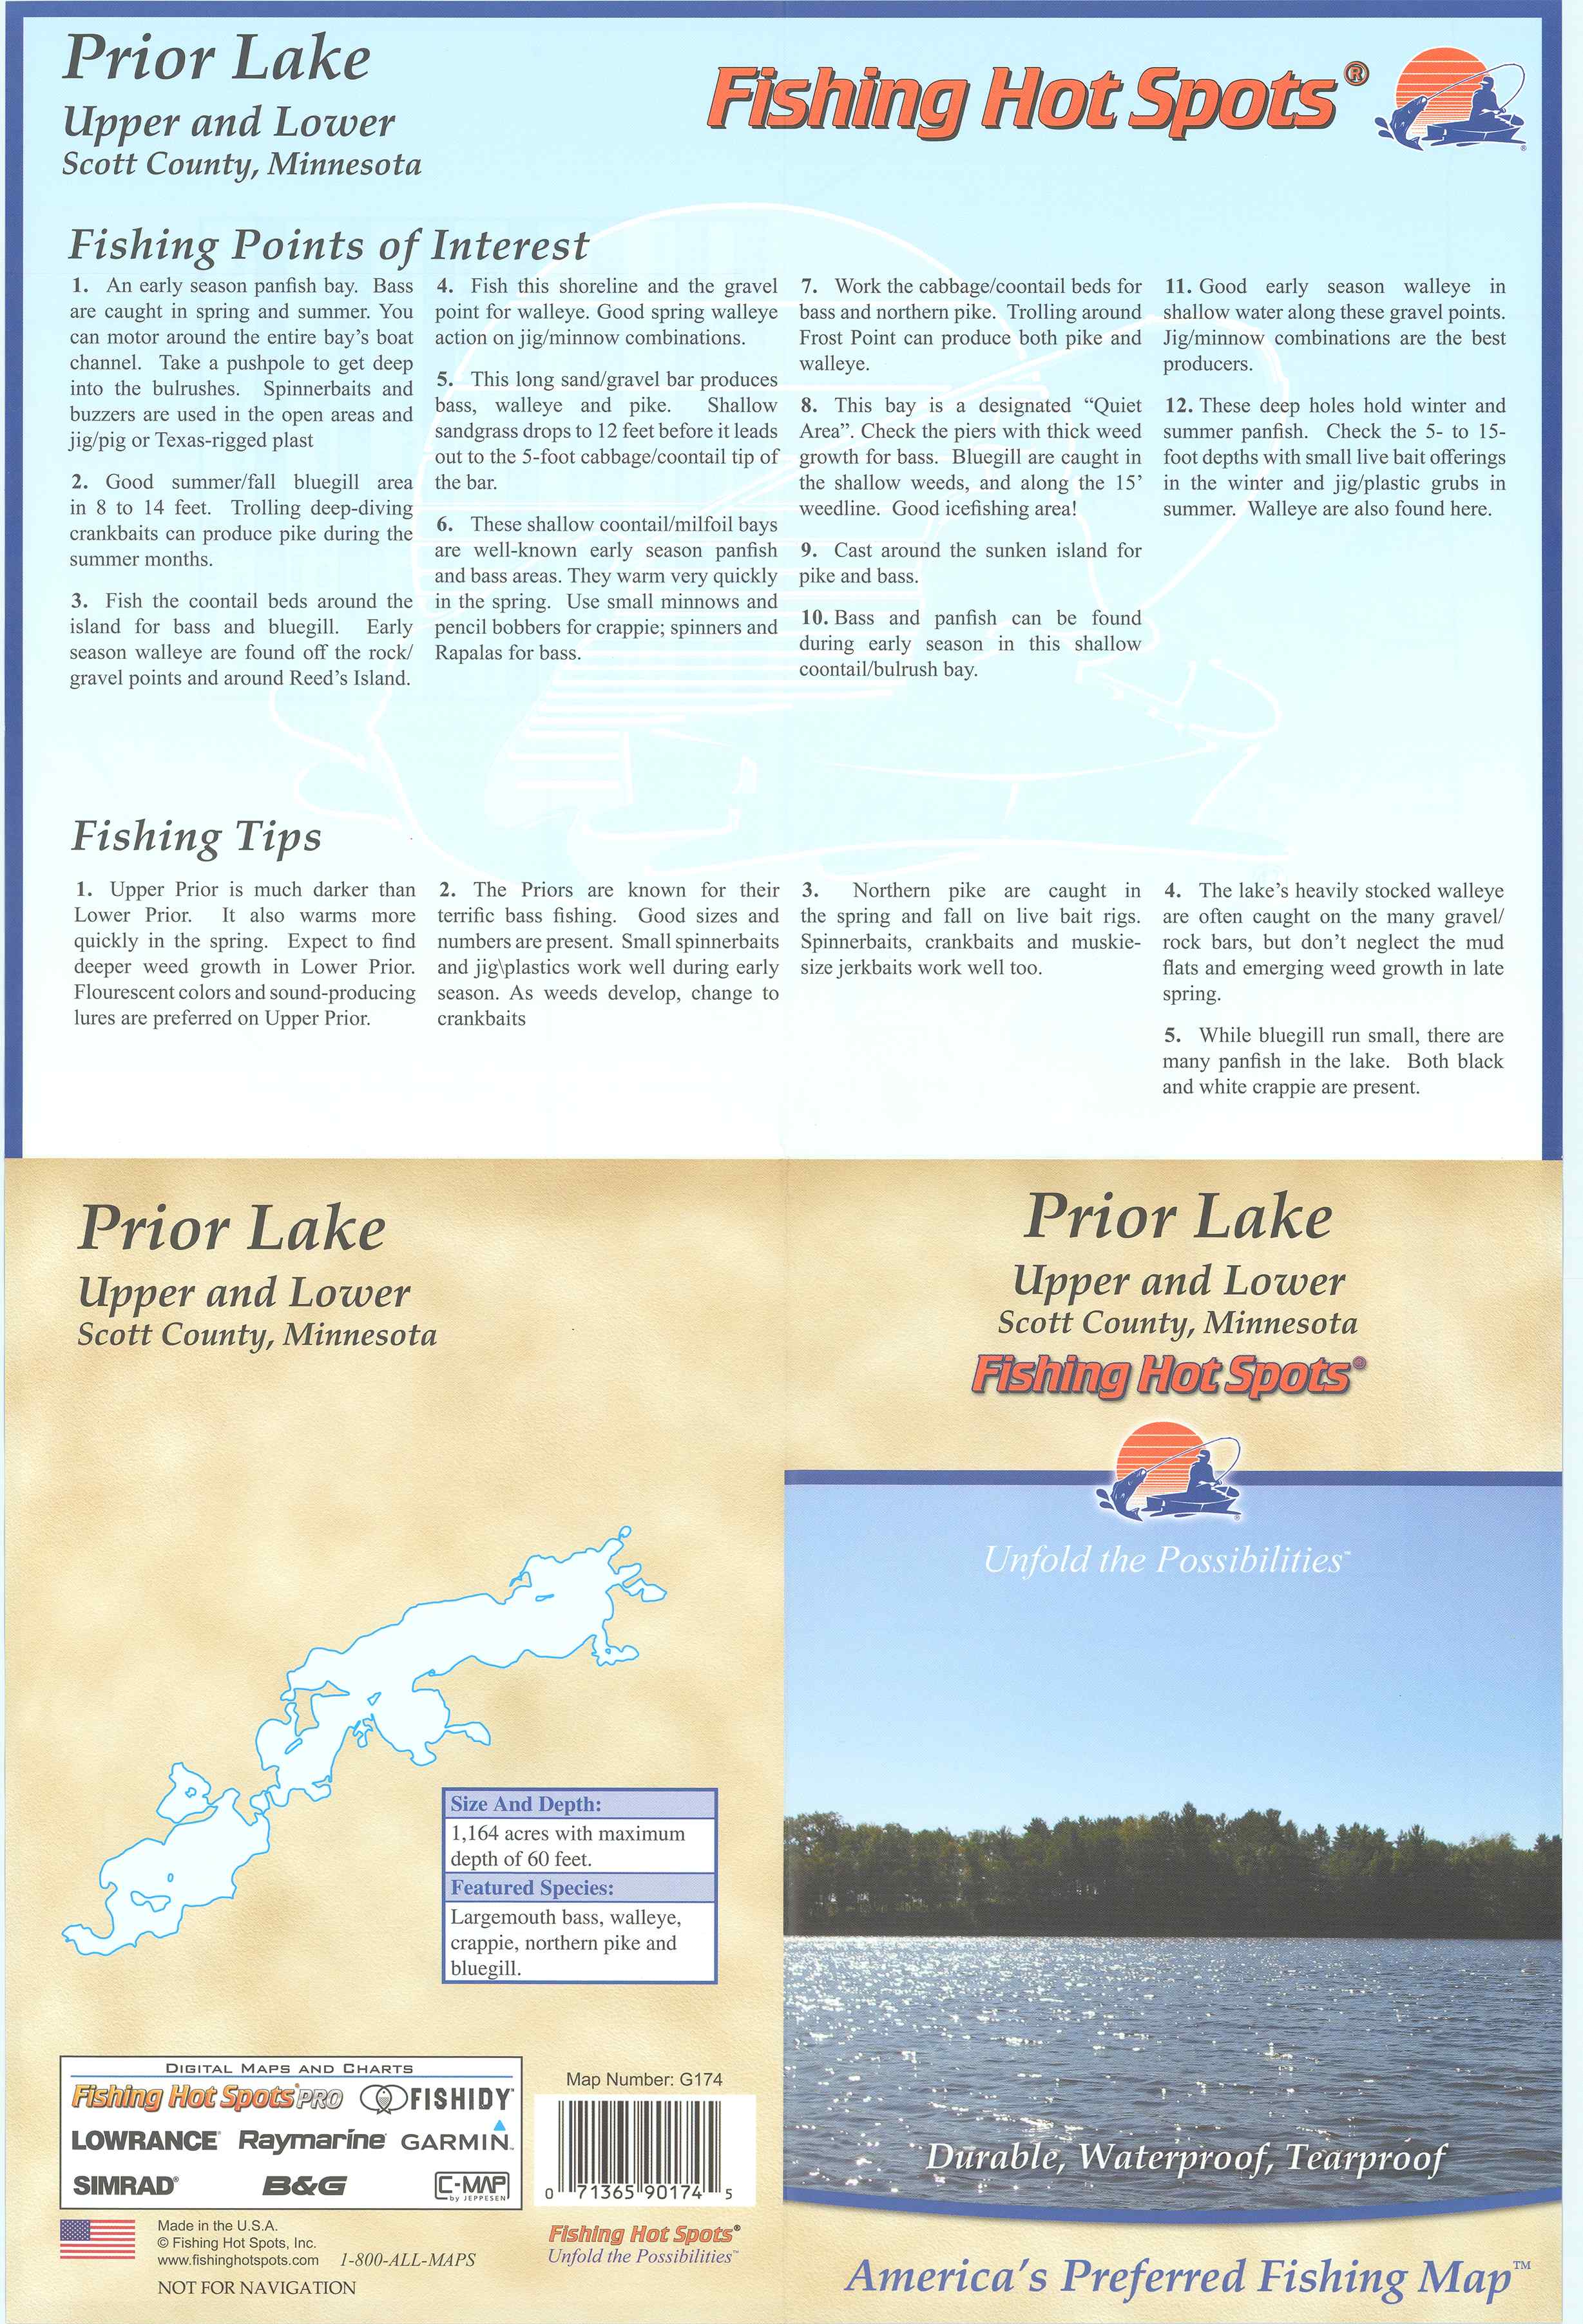 Prior Lake
Upper and Lower
Scott County, Minnesota
Fishing Hot Spots®
®
Fishing Points of Interest
1. An early season panfish bay. Bass
are caught in spring and summer. You
can motor around the entire bay's boat
channel. Take a pushpole to get deep
into the bulrushes. Spinnerbaits and
buzzers are used in the open areas and
jig/pig or Texas-rigged plast
2. Good summer/fall bluegill area
in 8 to 14 feet. Trolling deep-diving
crankbaits can produce pike during the
summer months.
3. Fish the coontail beds around the
island for bass and bluegill. Early
season walleye are found off the rock/
gravel points and around Reed's Island.
4. Fish this shoreline and the gravel
point for walleye. Good spring walleye
action on jig/minnow combinations.
5. This long sand/gravel bar produces
bass, walleye and pike. Shallow
sandgrass drops to 12 feet before it leads
out to the 5-foot cabbage/coontail tip of
the bar.
6. These shallow coontail/milfoil bays
are well-known early season panfish
and bass areas. They warm very quickly
in the spring. Use small minnows and
pencil bobbers for crappie; spinners and
Rapalas for bass.
7. Work the cabbage/coontail beds for
bass and northern pike. Trolling around
Frost Point can produce both pike and
walleye.
8. This bay is a designated “Quiet
Area”. Check the piers with thick weed
growth for bass. Bluegill are caught in
the shallow weeds, and along the 15’
weedline. Good icefishing area!
9. Cast around the sunken island for
pike and bass.
10. Bass and panfish can be found
during early season in this shallow
coontail/bulrush bay.
11. Good early season walleye in
shallow water along these gravel points.
Jig/minnow combinations are the best
producers.
12. These deep holes hold winter and
summer panfish. Check the 5- to 15-
foot depths with small live bait offerings
in the winter and jig/plastic grubs in
summer. Walleye are also found here.
Fishing Tips
1. Upper Prior is much darker than
Lower Prior. It also warms more
quickly in the spring. Expect to find
deeper weed growth in Lower Prior.
Flourescent colors and sound-producing
lures are preferred on Upper Prior.
2. The Priors are known for their
terrific bass fishing. Good sizes and
numbers are present. Small spinnerbaits
and jig\plastics work well during early
season. As weeds develop, change to
crankbaits
3. Northern pike are caught in
the spring and fall on live bait rigs.
Spinnerbaits, crankbaits and muskie-
size jerkbaits work well too.
4. The lake's heavily stocked walleye
are often caught on the many gravel/
rock bars, but don't neglect the mud
flats and emerging weed growth in late
spring.
5. While bluegill run small, there are
many panfish in the lake. Both black
and white crappie are present.
Prior Lake
Upper and Lower
Scott County, Minnesota
Size And Depth:
1,164 acres with maximum
depth of 60 feet.
Featured Species:
Largemouth bass, walleye,
crappie, northern pike and
bluegill.
DIGITAL MAPS AND CHARTS
Fishing Hot Spots® PRO FISHIDY™
LOWRANCE® Raymarine® GARMIN™
SIMRAD® B&G C-MAP
by JEPPESEN
Map Number: G174
0 71365 90174 5
Made in the U.S.A.
© Fishing Hot Spots, Inc.
www.fishinghotspots.com 1-800-ALL-MAPS
NOT FOR NAVIGATION
Fishing Hot Spots®
Unfold the Possibilities™
Prior Lake
Upper and Lower
Scott County, Minnesota
Fishing Hot Spots®
®
Unfold the Possibilities™
Durable, Waterproof, Tearproof
America's Preferred Fishing Map™